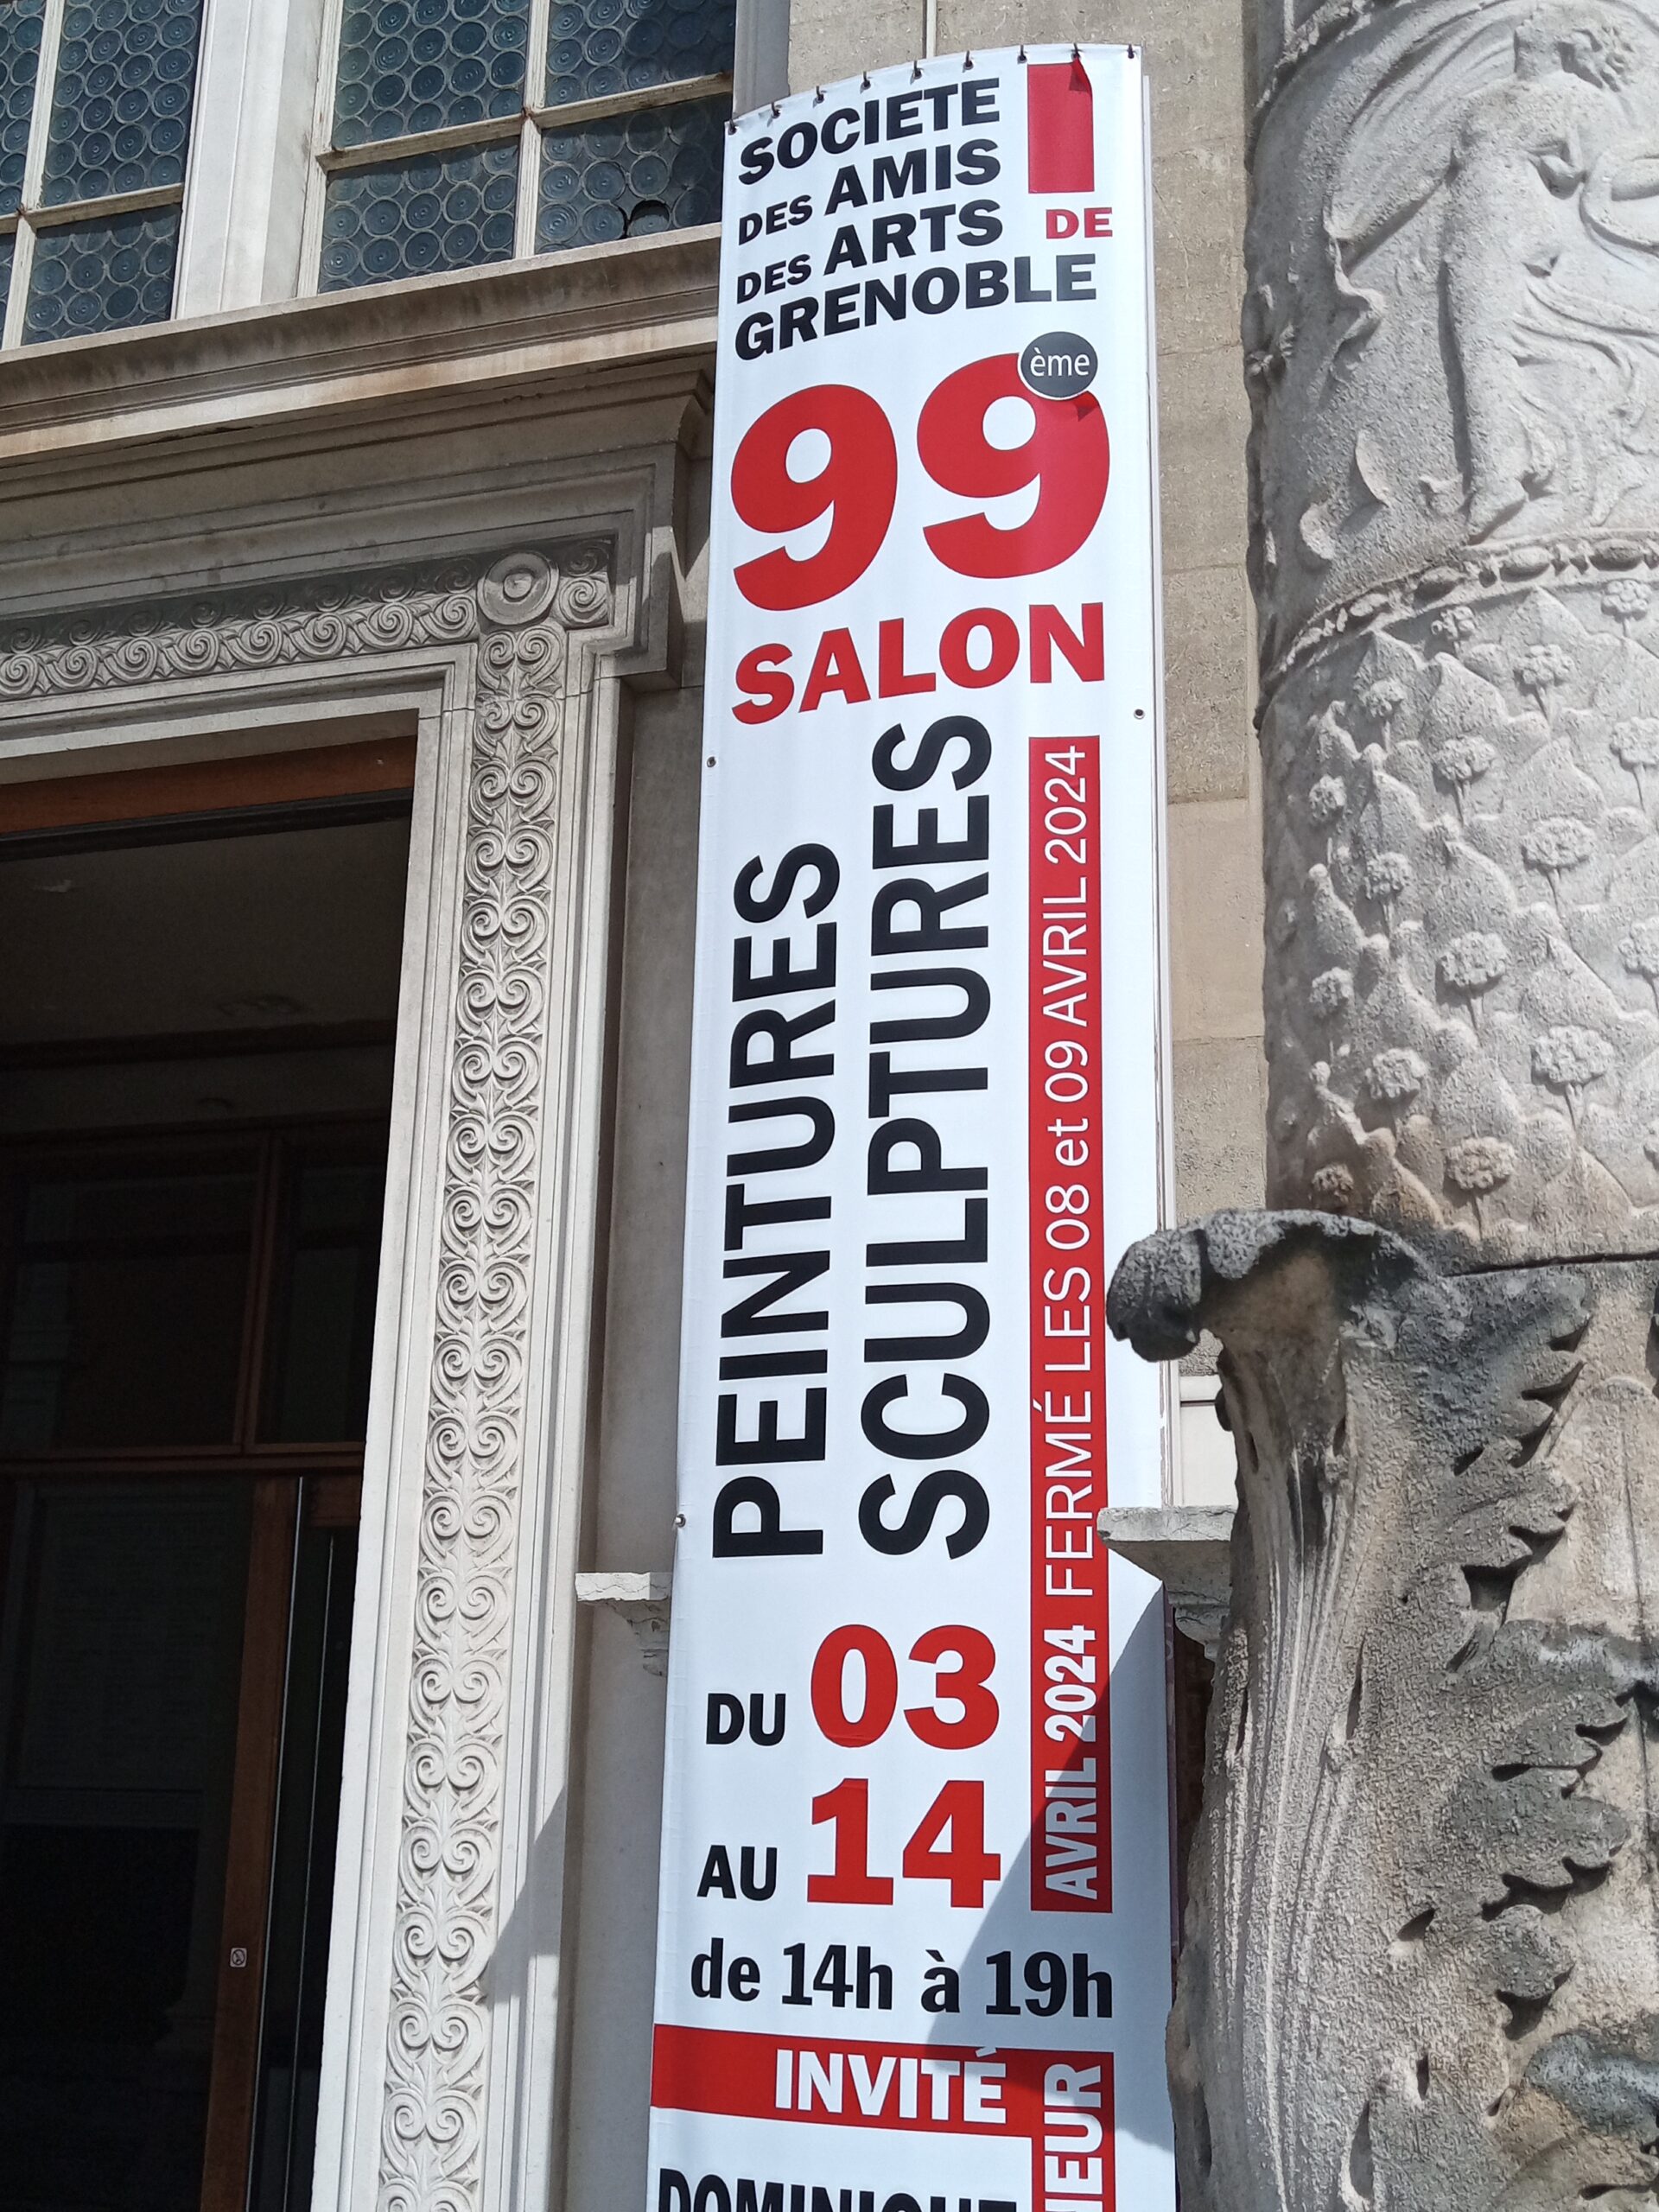 SOCIETE
DES AMIS
DES ARTS DE
GRENOBLE
99ème
SALON
PEINTURES
SCULPTURES
AVRIL 2024 FERMÉ LES 08 et 09 AVRIL 2024
DU 03
AU 14
de 14h à 19h
INVITÉ
DOMINIQUE